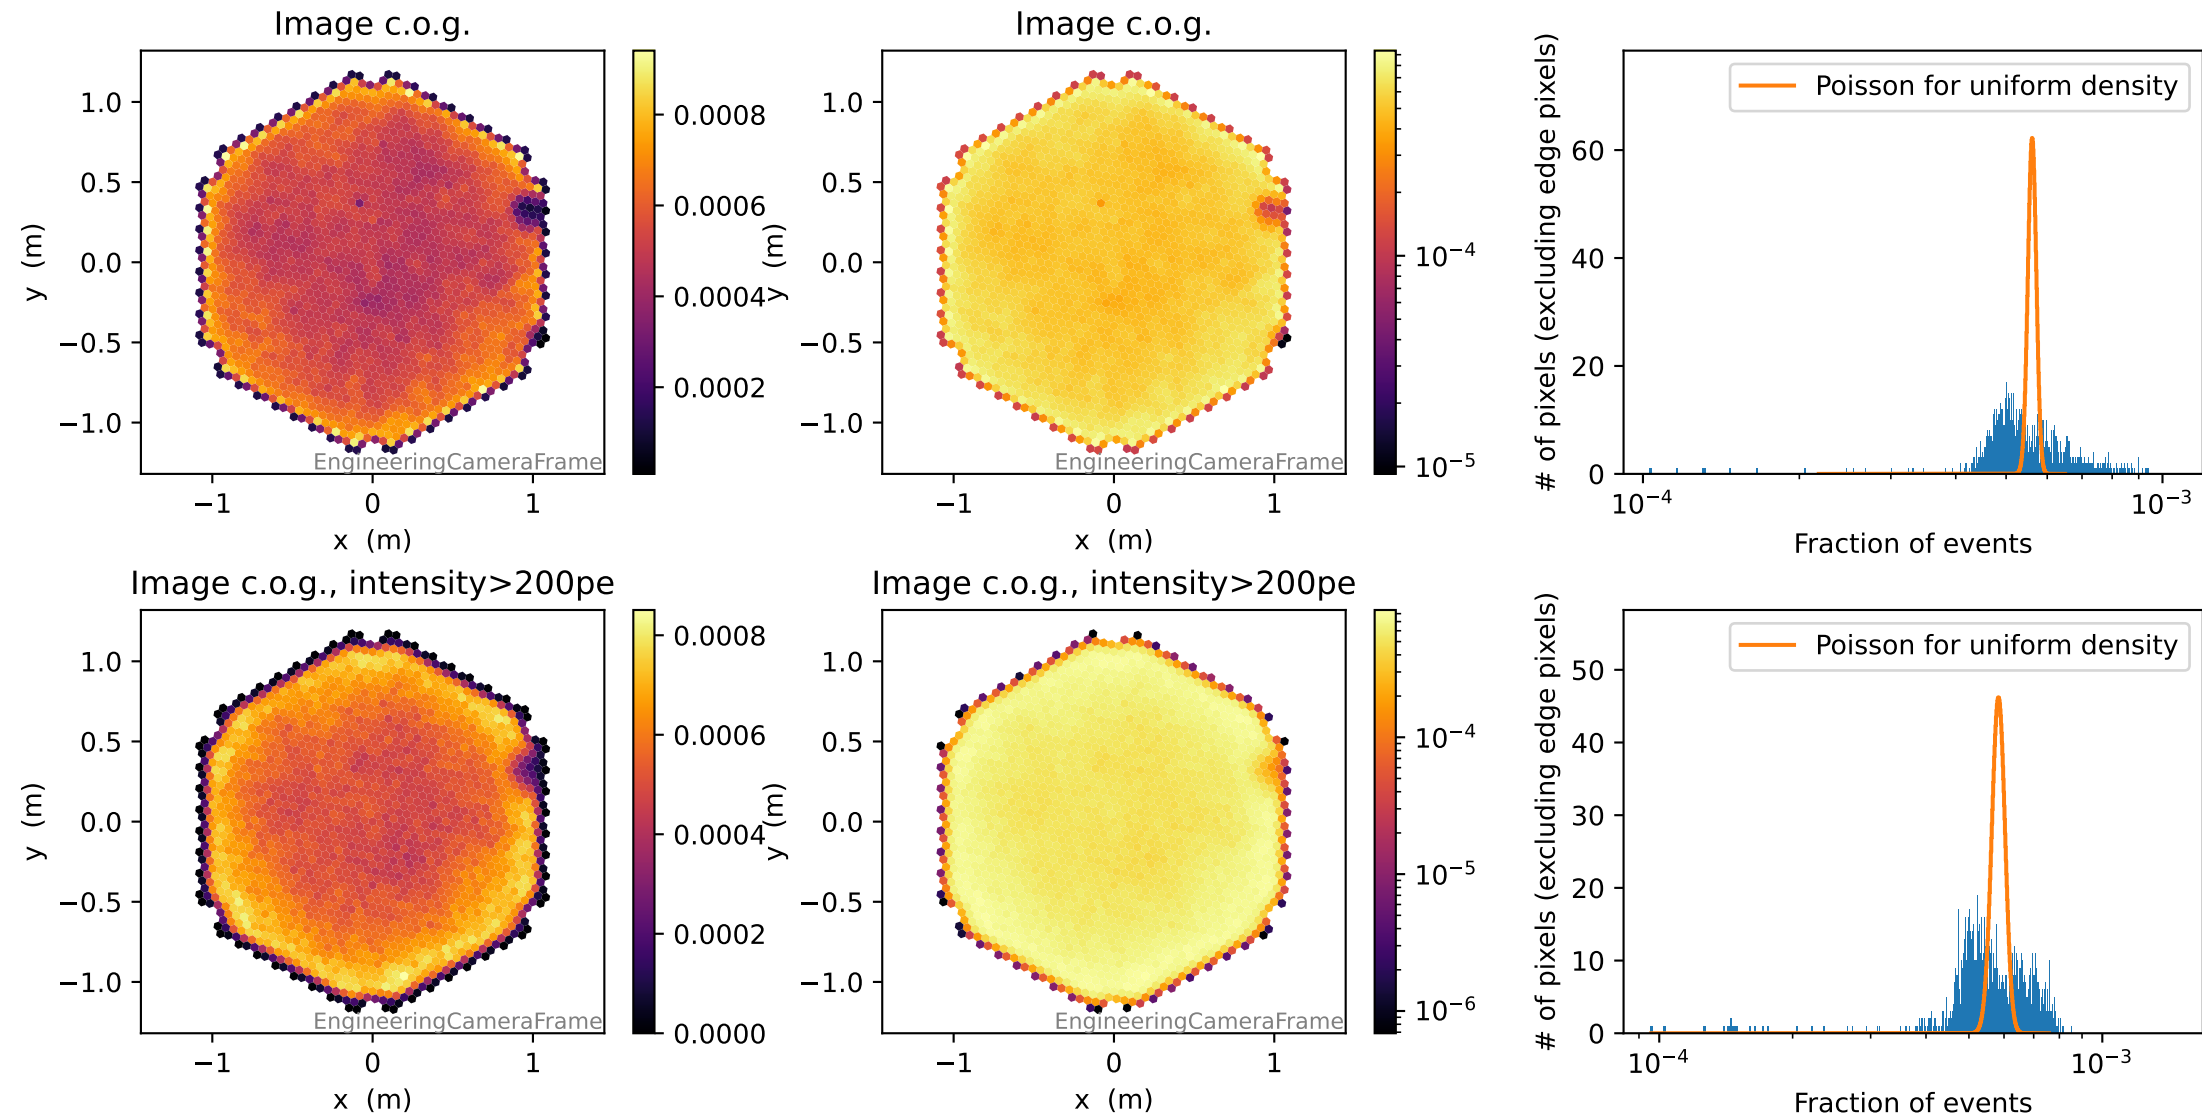 Image c.o.g.
1.0
0.5
0.0
−0.5
−1.0
y (m)
−1
0
1
x (m)
EngineeringCameraFrame
0.0008
0.0006
0.0004
0.0002
Image c.o.g.
1.0
0.5
0.0
−0.5
−1.0
y (m)
−1
0
1
x (m)
EngineeringCameraFrame
10⁻⁴
10⁻⁵
# of pixels (excluding edge pixels)
60
40
20
0
10⁻⁴
10⁻³
Fraction of events
Poisson for uniform density
Image c.o.g., intensity>200pe
1.0
0.5
0.0
−0.5
−1.0
y (m)
−1
0
1
x (m)
EngineeringCameraFrame
0.0008
0.0006
0.0004
0.0002
0.0000
Image c.o.g., intensity>200pe
1.0
0.5
0.0
−0.5
−1.0
y (m)
−1
0
1
x (m)
EngineeringCameraFrame
10⁻⁴
10⁻⁵
10⁻⁶
# of pixels (excluding edge pixels)
50
40
30
20
10
0
10⁻⁴
10⁻³
Fraction of events
Poisson for uniform density